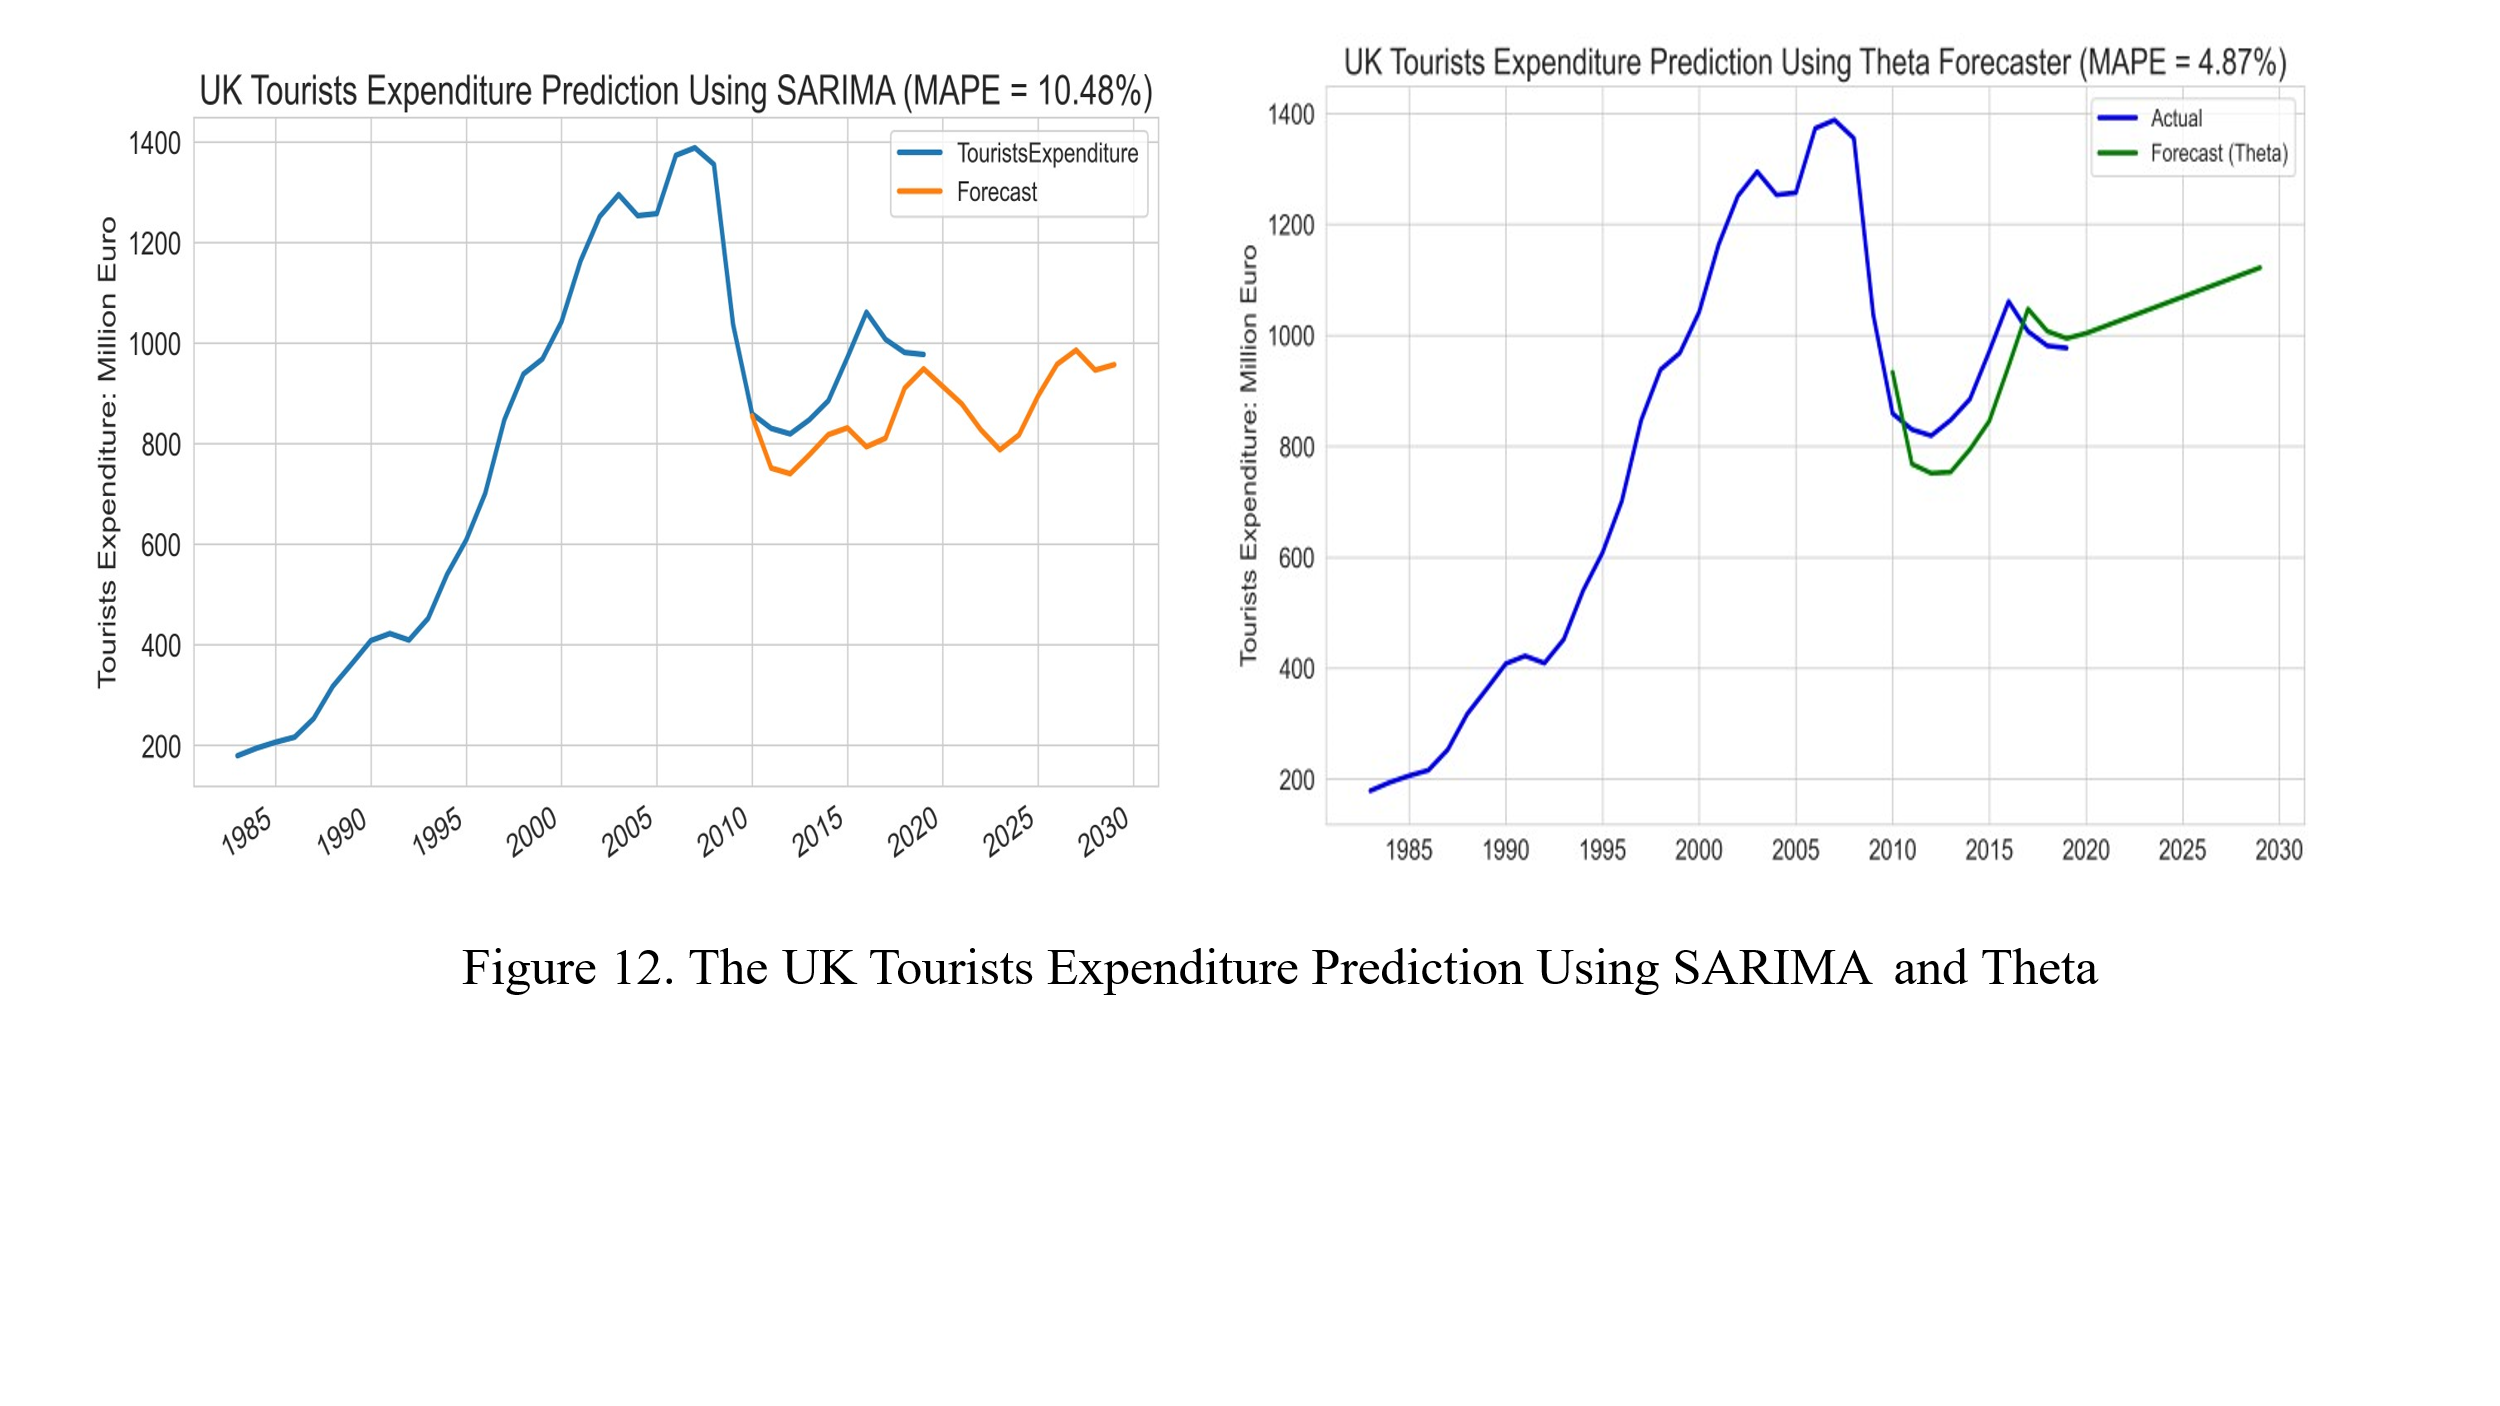 UK Tourists Expenditure Prediction Using SARIMA (MAPE = 10.48%)
Tourists Expenditure: Million Euro
1400
1200
1000
800
600
400
200
TouristsExpenditure
Forecast
1985 1990 1995 2000 2005 2010 2015 2020 2025 2030
UK Tourists Expenditure Prediction Using Theta Forecaster (MAPE = 4.87%)
Tourists Expenditure: Million Euro
1400
1200
1000
800
600
400
200
Actual
Forecast (Theta)
1985 1990 1995 2000 2005 2010 2015 2020 2025 2030
Figure 12. The UK Tourists Expenditure Prediction Using SARIMA and Theta